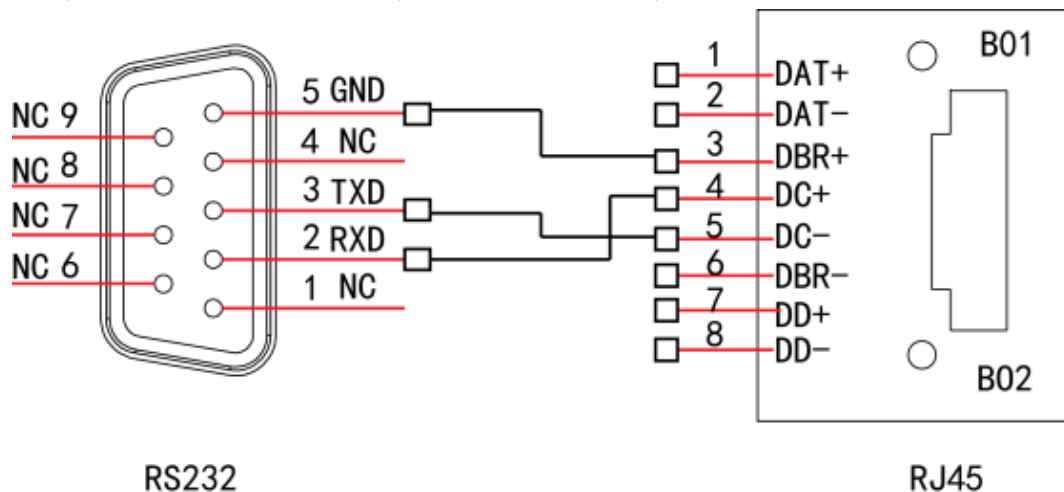 NC 9
NC 8
NC 7
NC 6
5 GND
4 NC
3 TXD
2 RXD
1 NC
RS232
1 DAT+
2 DAT-
3 DBR+
4 DC+
5 DC-
6 DBR-
7 DD+
8 DD-
B01
B02
RJ45